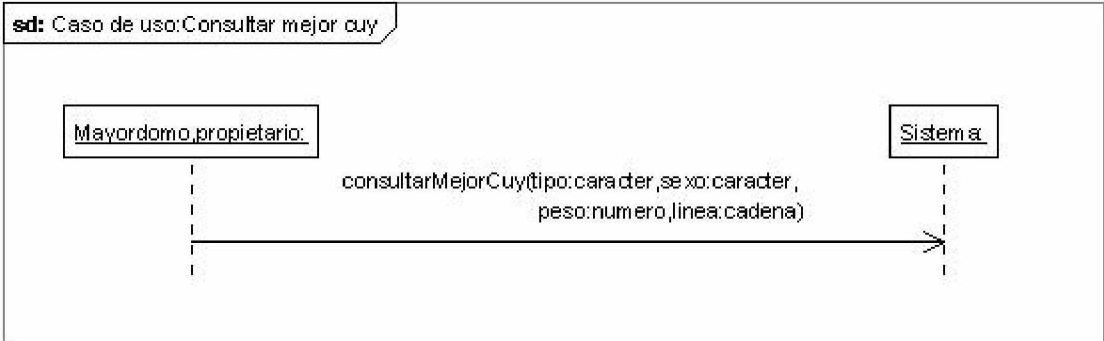 sd: Caso de uso:Consultar mejor cuy
Mayordomo,propietario:
Sistema:
consultarMejorCuy(tipo:caracter,sexo:caracter,
peso:numero,linea:cadena)